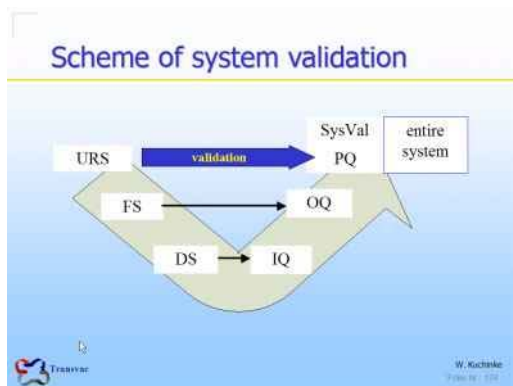 Scheme of system validation
SysVal
entire
system
URS
validation
PQ
FS
OQ
DS
IQ
Transvac
W. Kuchinke